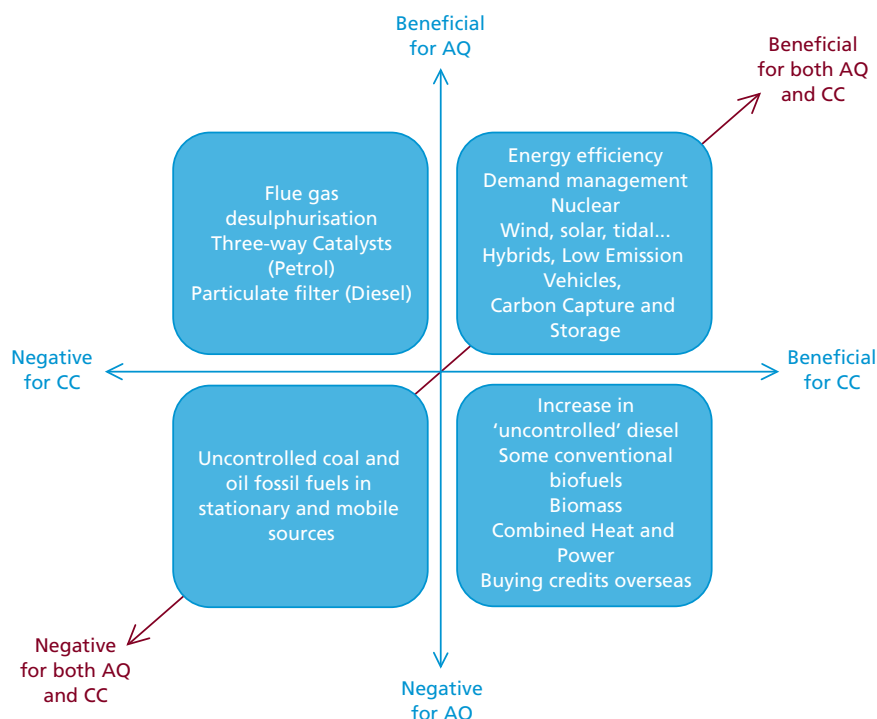 Beneficial
for AQ
Beneficial
for both AQ
and CC
Flue gas
desulphurisation
Three-way Catalysts
(Petrol)
Particulate filter (Diesel)
Energy efficiency
Demand management
Nuclear
Wind, solar, tidal...
Hybrids, Low Emission
Vehicles,
Carbon Capture and
Storage
Negative
for CC
Beneficial
for CC
Uncontrolled coal and
oil fossil fuels in
stationary and mobile
sources
Increase in
‘uncontrolled’ diesel
Some conventional
biofuels
Biomass
Combined Heat and
Power
Buying credits overseas
Negative
for both AQ
and CC
Negative
for AQ